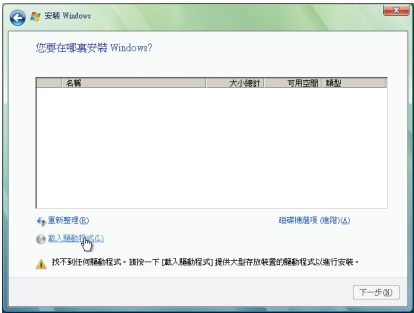 安裝 Windows
您要在哪裏安裝 Windows?
名稱 大小總計 可用空間 類型
重新整理(R) 磁碟機選項 (進階)(A)
載入驅動程式(L)
找不到任何驅動程式。請按一下 [載入驅動程式] 提供大型存放裝置的驅動程式以進行安裝。
下一步(N)